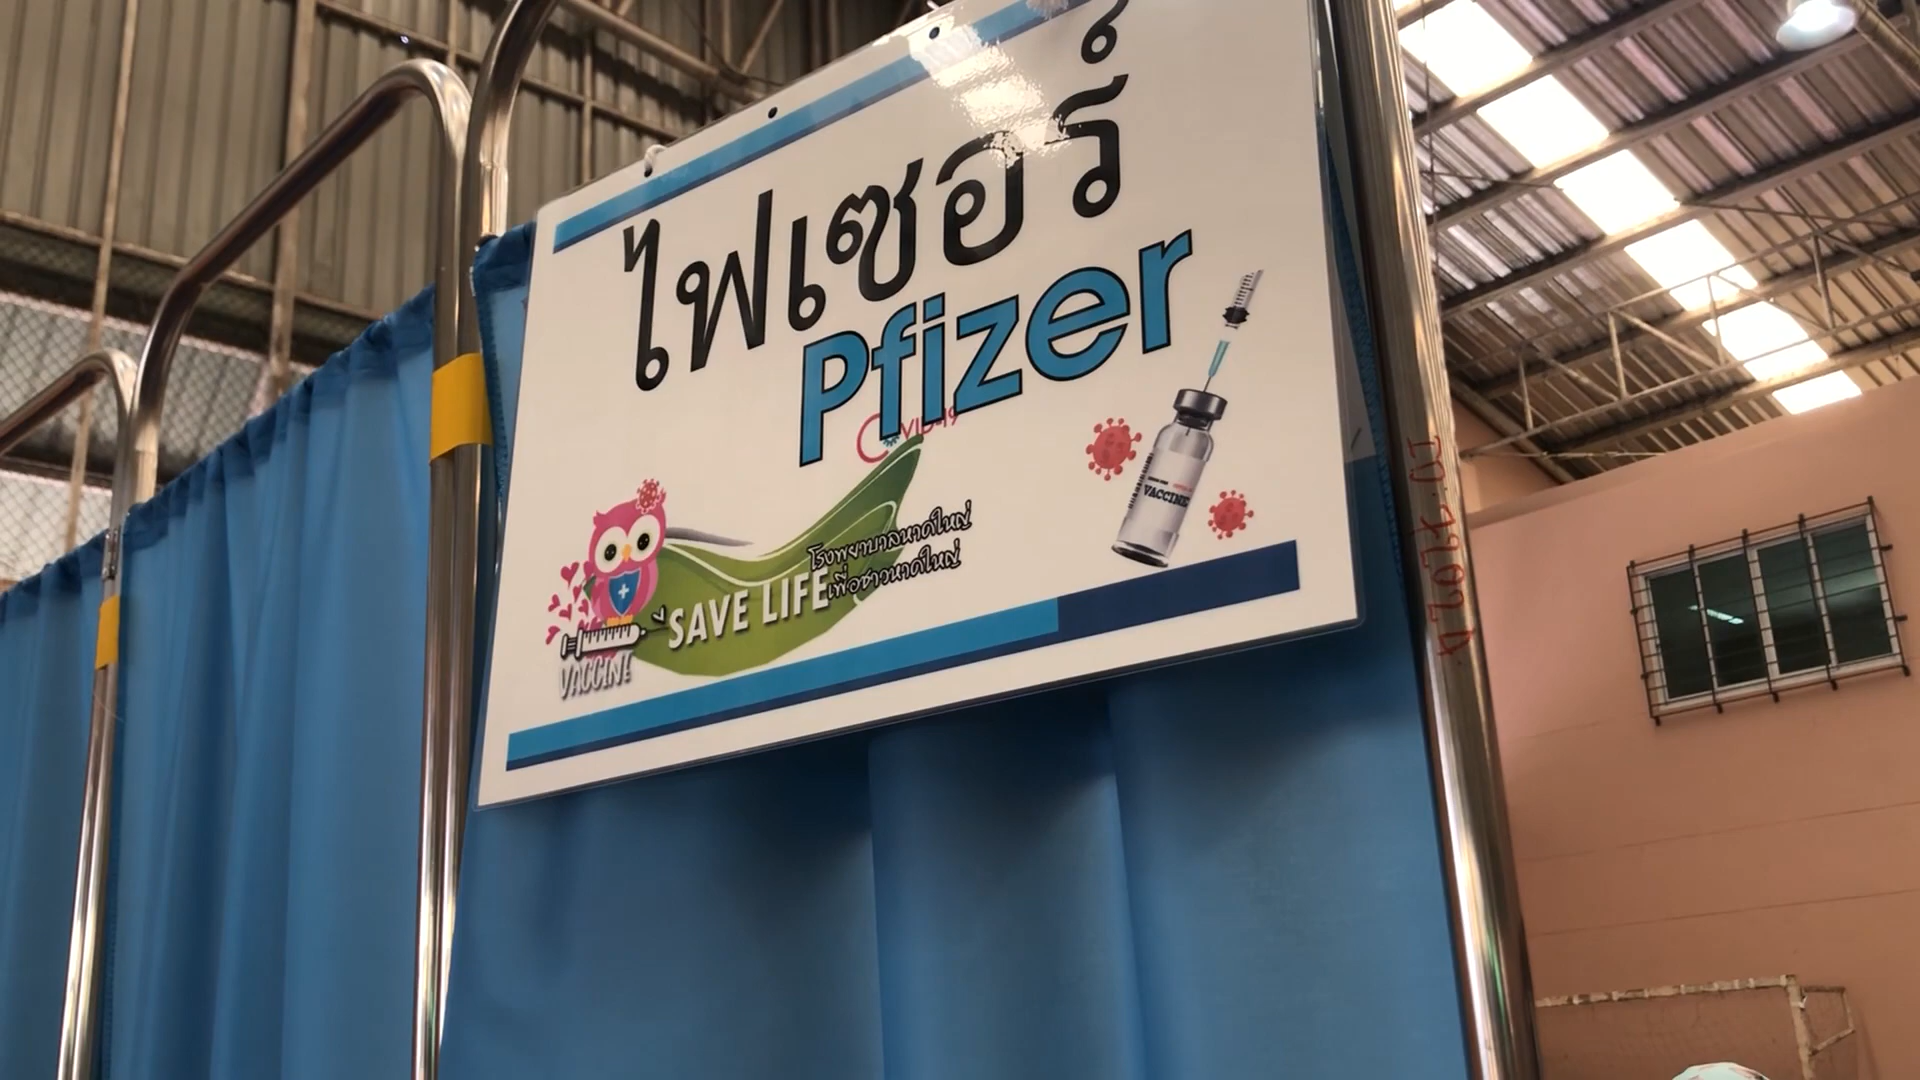 ไฟเซอร์
Pfizer
COVID-19
VACCINE
โรงพยาบาลหาดใหญ่
เพื่อชาวหาดใหญ่
SAVE LIFE
VACCINE